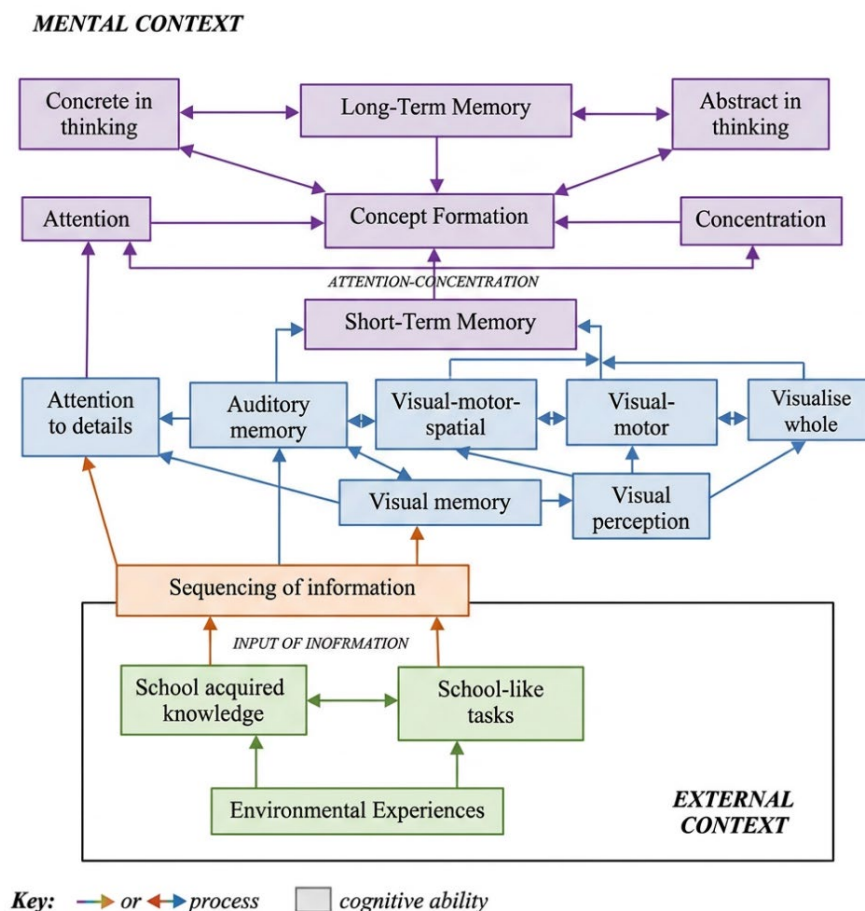 MENTAL CONTEXT
Concrete in
thinking
Long-Term Memory
Abstract in
thinking
Attention
Concept Formation
Concentration
ATTENTION-CONCENTRATION
Short-Term Memory
Attention
to details
Auditory
memory
Visual-motor-
spatial
Visual-
motor
Visualise
whole
Visual memory
Visual
perception
Sequencing of information
INPUT OF INOFRMATION
School acquired
knowledge
School-like
tasks
Environmental Experiences
EXTERNAL
CONTEXT
Key: or process cognitive ability